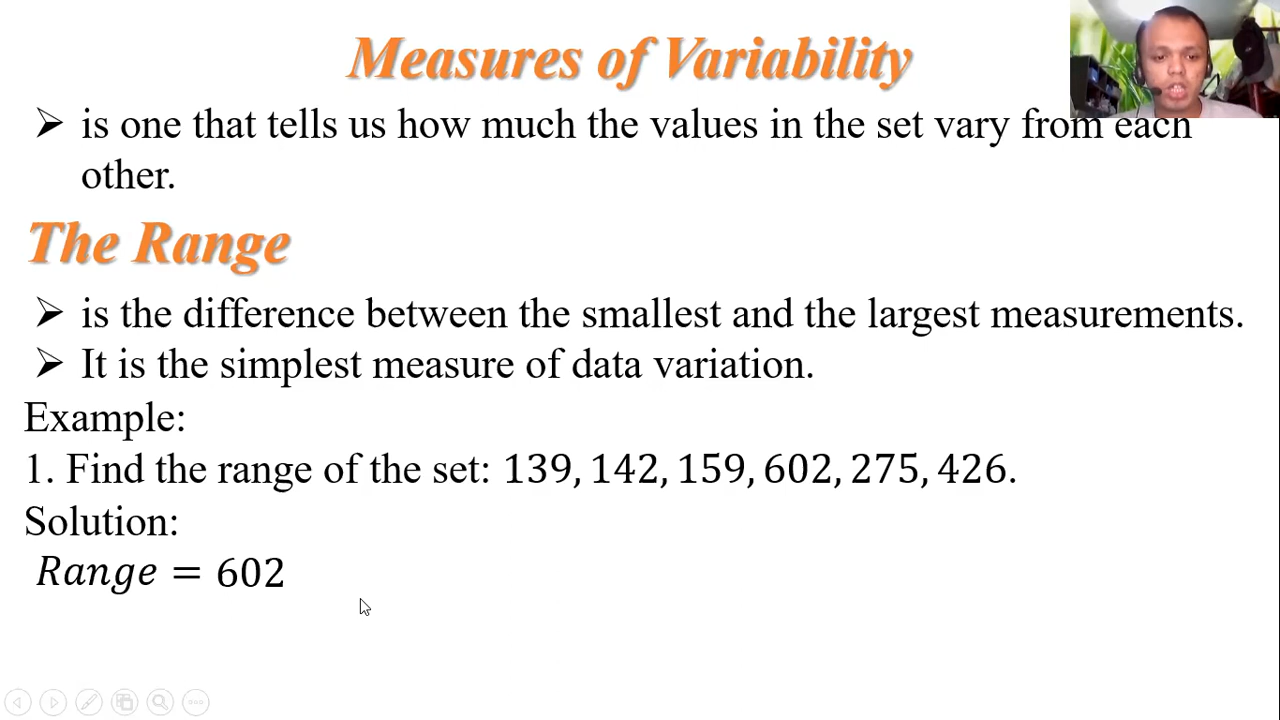 Measures of Variability
➢ is one that tells us how much the values in the set vary from each
other.
The Range
➢ is the difference between the smallest and the largest measurements.
➢ It is the simplest measure of data variation.
Example:
1. Find the range of the set: 139, 142, 159, 602, 275, 426.
Solution:
Range = 602